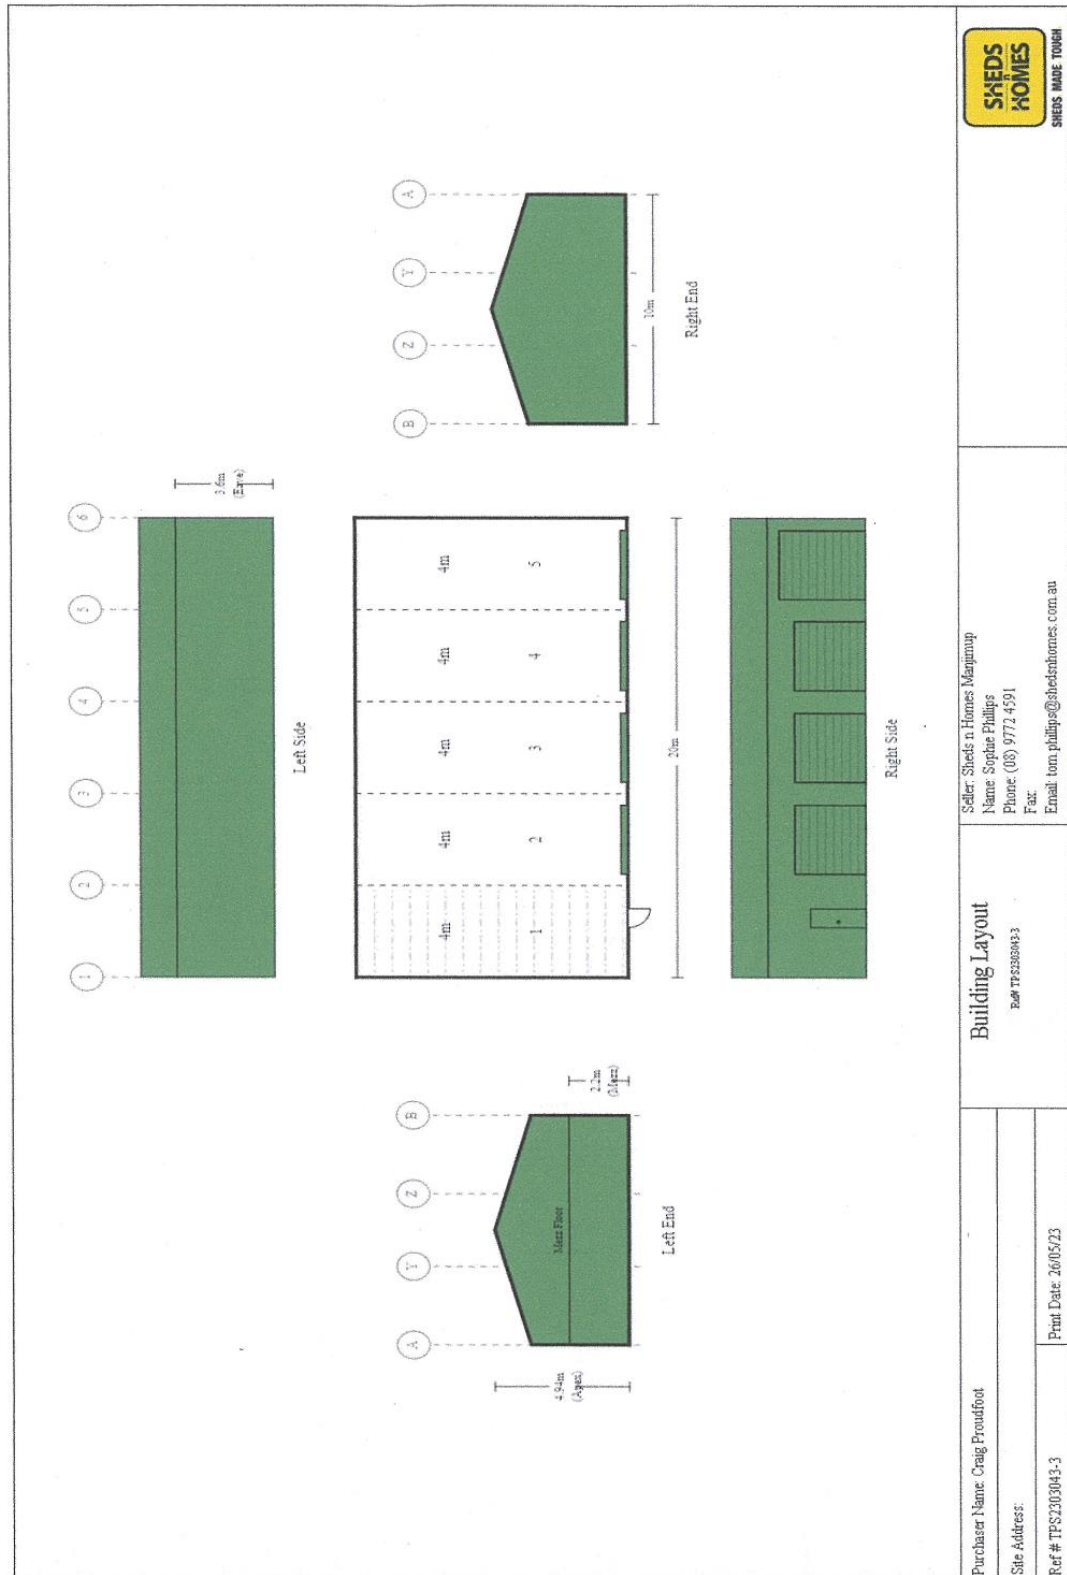 1
2
3
4
5
6
3.6m
(Eave)
Left Side
A
Y
Z
B
4.94m
(Apex)
Mezz Floor
2.2m
(Mezz)
Left End
4m
4m
4m
4m
4m
1
2
3
4
5
20m
B
Z
Y
A
10m
Right End
Right Side
Purchaser Name: Craig Proudfoot
Site Address:
Ref # TPS2303043-3
Print Date: 26/05/23
Building Layout
Ref# TPS2303043-3
Seller: Sheds n Homes Manjimup
Name: Sophie Phillips
Phone: (08) 9772 4591
Fax:
Email: tom.phillips@shedsnhomes.com.au
SHEDS
n
HOMES
SHEDS MADE TOUGH